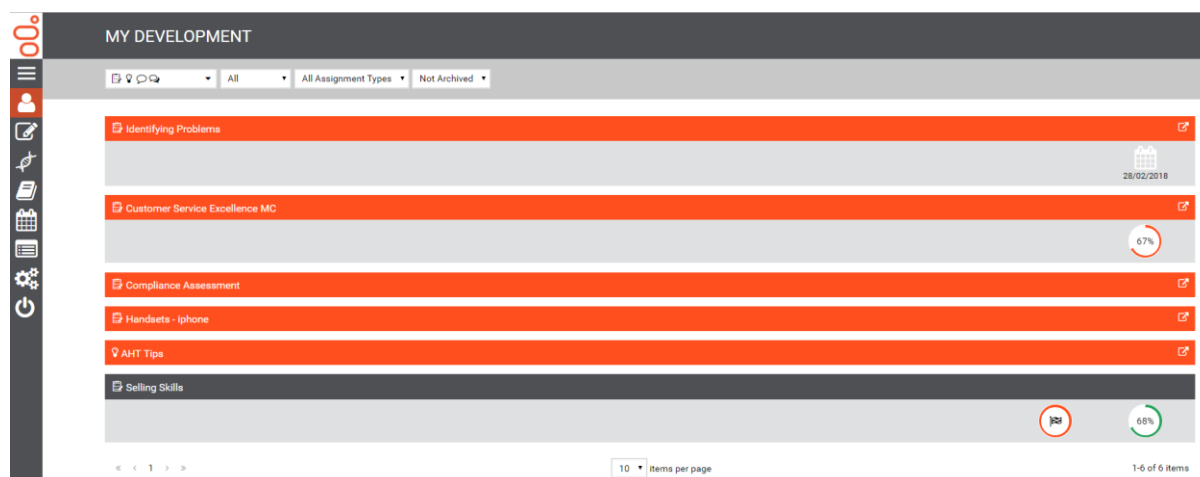 MY DEVELOPMENT
All All Assignment Types Not Archived
Identifying Problems
28/02/2018
Customer Service Excellence MC
67%
Compliance Assessment
Handsets - iphone
AHT Tips
Selling Skills
68%
« < 1 > » 10 items per page 1-6 of 6 items